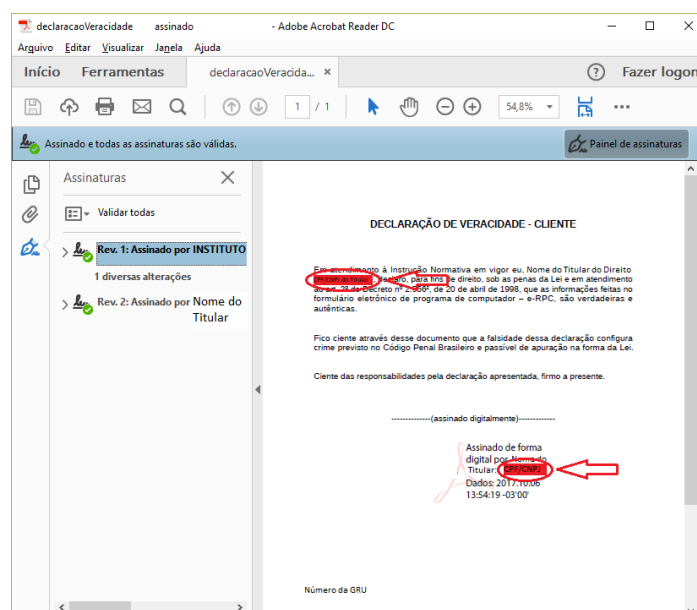 declaracaoVeracidade assinado - Adobe Acrobat Reader DC
Arquivo Editar Visualizar Janela Ajuda
Início Ferramentas declaracaoVeracida... × ? Fazer logon
1 / 1 54,8%
Assinado e todas as assinaturas são válidas. Painel de assinaturas
Assinaturas
Validar todas
Rev. 1: Assinado por INSTITUTO
1 diversas alterações
Rev. 2: Assinado por Nome do
Titular
DECLARAÇÃO DE VERACIDADE - CLIENTE
Em atendimento à Instrução Normativa em vigor eu, Nome do Titular do Direito
CPF/CNPJ do Titular, declaro, para fins de direito, sob as penas da Lei e em atendimento
ao art. 2º do Decreto nº 2.556, de 20 de abril de 1998, que as informações feitas no
formulário eletrônico de programa de computador – e-RPC, são verdadeiras e
autênticas.
Fico ciente através desse documento que a falsidade dessa declaração configura
crime previsto no Código Penal Brasileiro e passível de apuração na forma da Lei.
Ciente das responsabilidades pela declaração apresentada, firmo a presente.
--------------(assinado digitalmente)-------------
Assinado de forma
digital por Nome do
Titular: CPF/CNPJ
Dados: 2017.10.06
13:54:19 -03'00'
Número da GRU